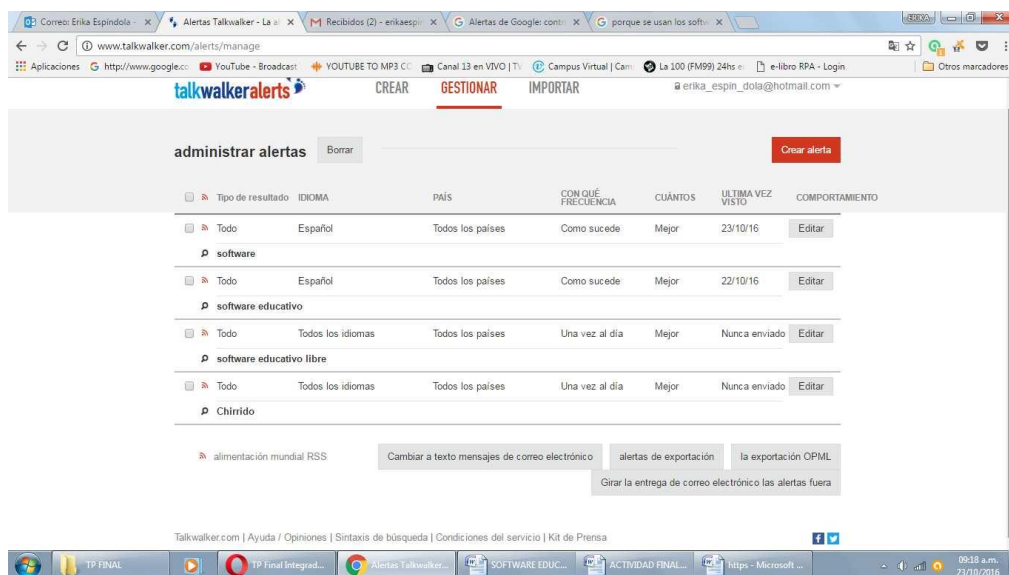 Correo: Erika Espindola - Alertas Talkwalker - La al Recibidos (2) - erikaespin Alertas de Google: contr porque se usan los softw ERIKA
www.talkwalker.com/alerts/manage
Aplicaciones http://www.google.cc YouTube - Broadcast YOUTUBE TO MP3 CC Canal 13 en VIVO | TV Campus Virtual | Cam La 100 (FM99) 24hs e e-libro RPA - Login Otros marcadores
talkwalkeralerts CREAR GESTIONAR IMPORTAR erika_espin_dola@hotmail.com
administrar alertas Borrar Crear alerta
Tipo de resultado IDIOMA PAÍS CON QUÉ FRECUENCIA CUÁNTOS ULTIMA VEZ VISTO COMPORTAMIENTO
Todo Español Todos los países Como sucede Mejor 23/10/16 Editar
software
Todo Español Todos los países Como sucede Mejor 22/10/16 Editar
software educativo
Todo Todos los idiomas Todos los países Una vez al día Mejor Nunca enviado Editar
software educativo libre
Todo Todos los idiomas Todos los países Una vez al día Mejor Nunca enviado Editar
Chirrido
alimentación mundial RSS Cambiar a texto mensajes de correo electrónico alertas de exportación la exportación OPML
Girar la entrega de correo electrónico las alertas fuera
Talkwalker.com | Ayuda / Opiniones | Sintaxis de búsqueda | Condiciones del servicio | Kit de Prensa
TP FINAL TP Final Integrad... Alertas Talkwalker... SOFTWARE EDUC... ACTIVIDAD FINAL... https - Microsoft ... 09:18 a.m.
23/10/2016